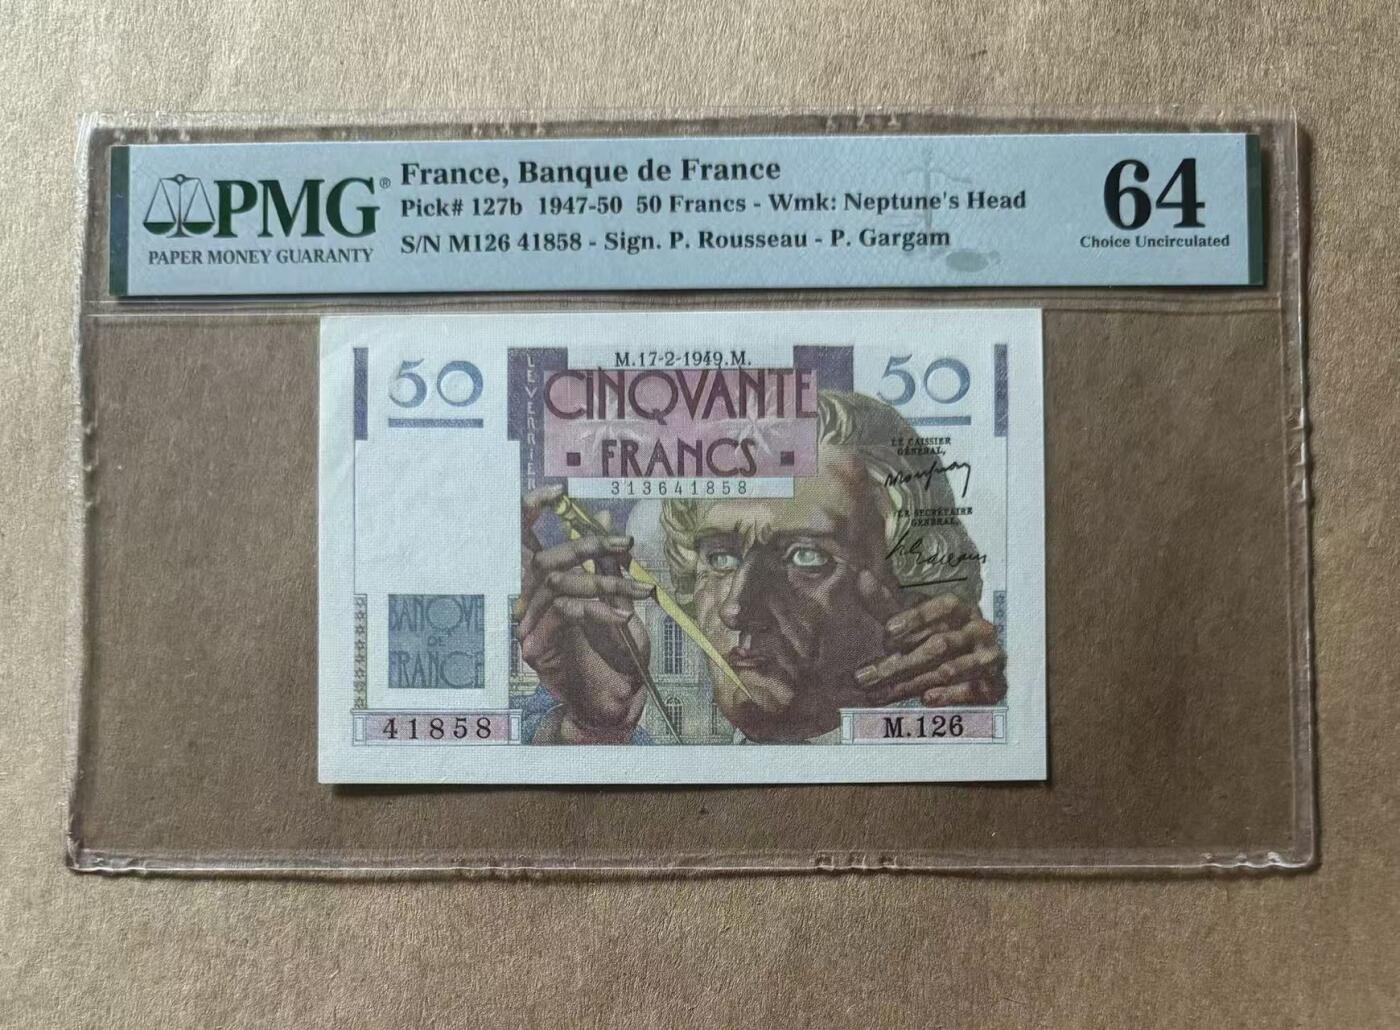 PMG®
PAPER MONEY GUARANTY
France, Banque de France
Pick# 127b 1947-50 50 Francs - Wmk: Neptune's Head
S/N M126 41858 - Sign. P. Rousseau - P. Gargam
64
Choice Uncirculated
50
LEVERRIER
M.17-2-1949.M.
50
CINQVANTE
FRANCS
313641858
LE CAISSIER
GÉNÉRAL,
LE SECRÉTAIRE
GÉNÉRAL,
BANQVE
DE
FRANCE
41858
M.126